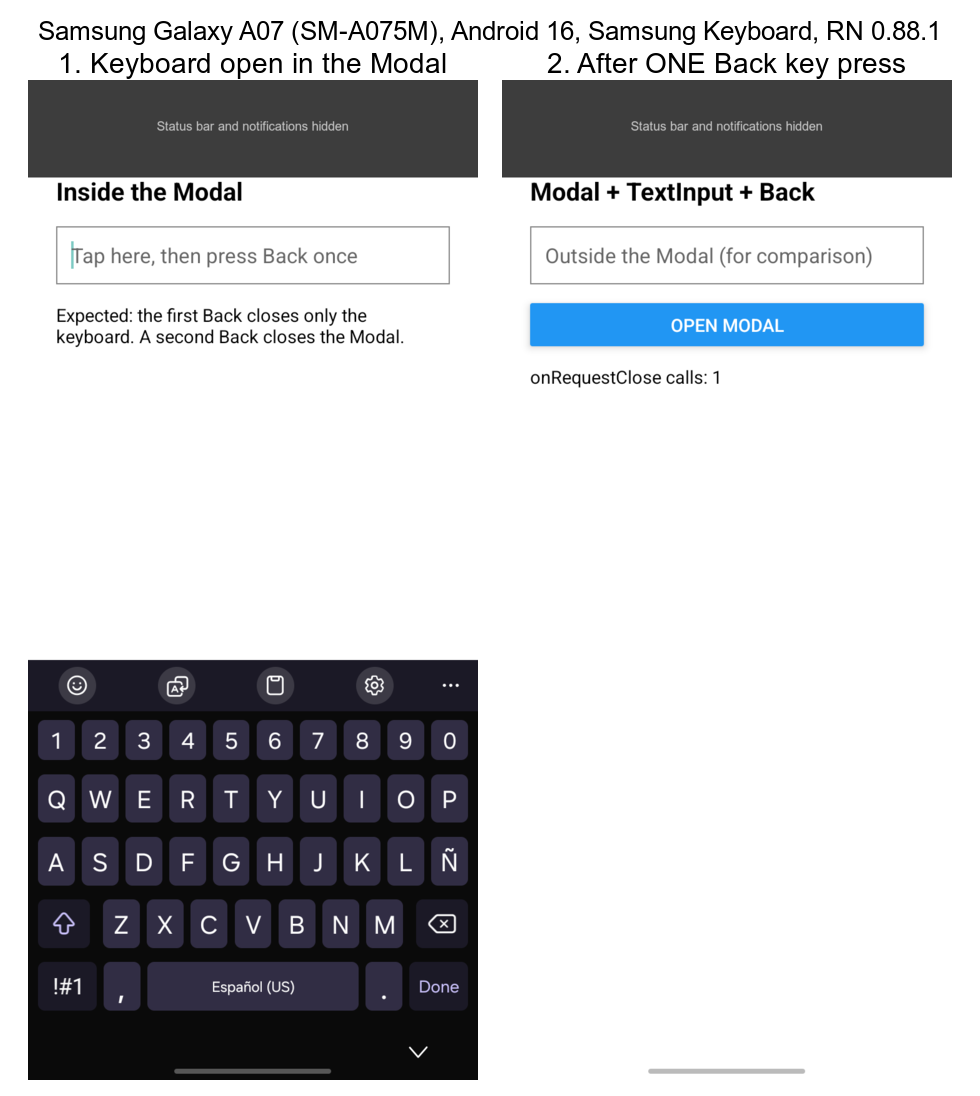 Samsung Galaxy A07 (SM-A075M), Android 16, Samsung Keyboard, RN 0.88.1
1. Keyboard open in the Modal
Status bar and notifications hidden
Inside the Modal
Tap here, then press Back once
Expected: the first Back closes only the
keyboard. A second Back closes the Modal.
1 2 3 4 5 6 7 8 9 0
Q W E R T Y U I O P
A S D F G H J K L Ñ
Z X C V B N M
!#1 , Español (US) . Done
2. After ONE Back key press
Status bar and notifications hidden
Modal + TextInput + Back
Outside the Modal (for comparison)
OPEN MODAL
onRequestClose calls: 1